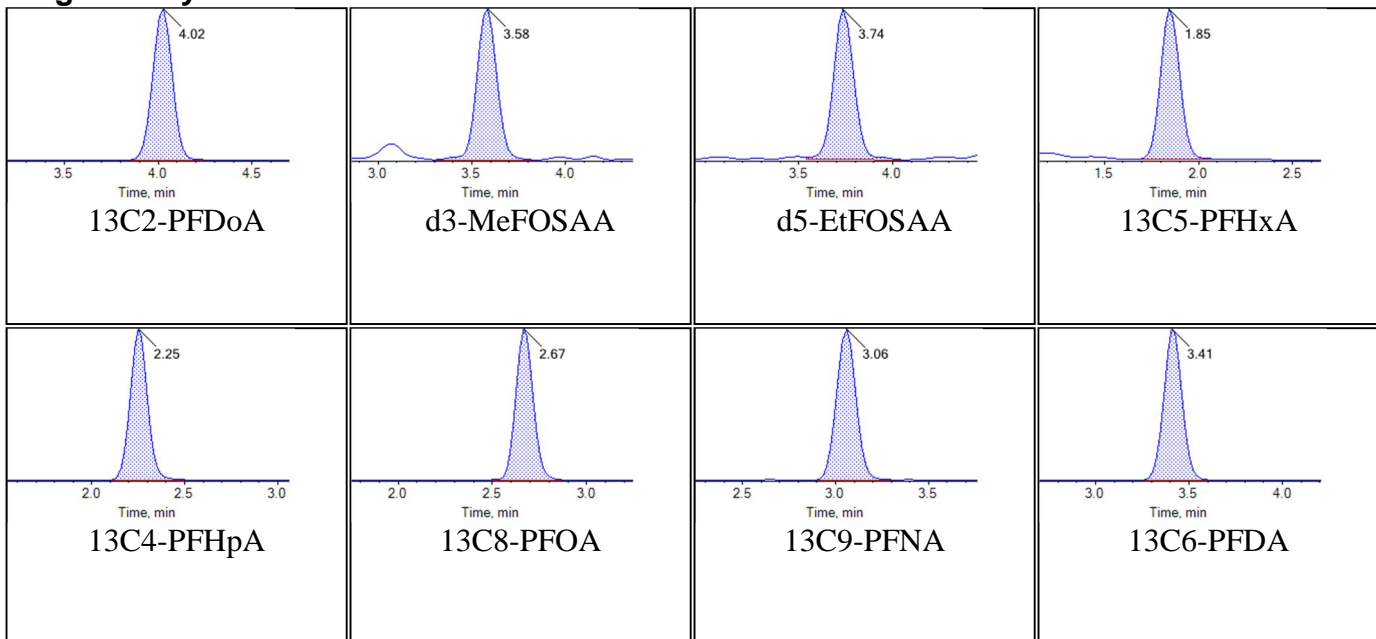 4.02
3.5 4.0 4.5
Time, min
13C2-PFDoA
3.58
3.0 3.5 4.0
Time, min
d3-MeFOSAA
3.74
3.5 4.0
Time, min
d5-EtFOSAA
1.85
1.5 2.0 2.5
Time, min
13C5-PFHxA
2.25
2.0 2.5 3.0
Time, min
13C4-PFHpA
2.67
2.0 2.5 3.0
Time, min
13C8-PFOA
3.06
2.5 3.0 3.5
Time, min
13C9-PFNA
3.41
3.0 3.5 4.0
Time, min
13C6-PFDA